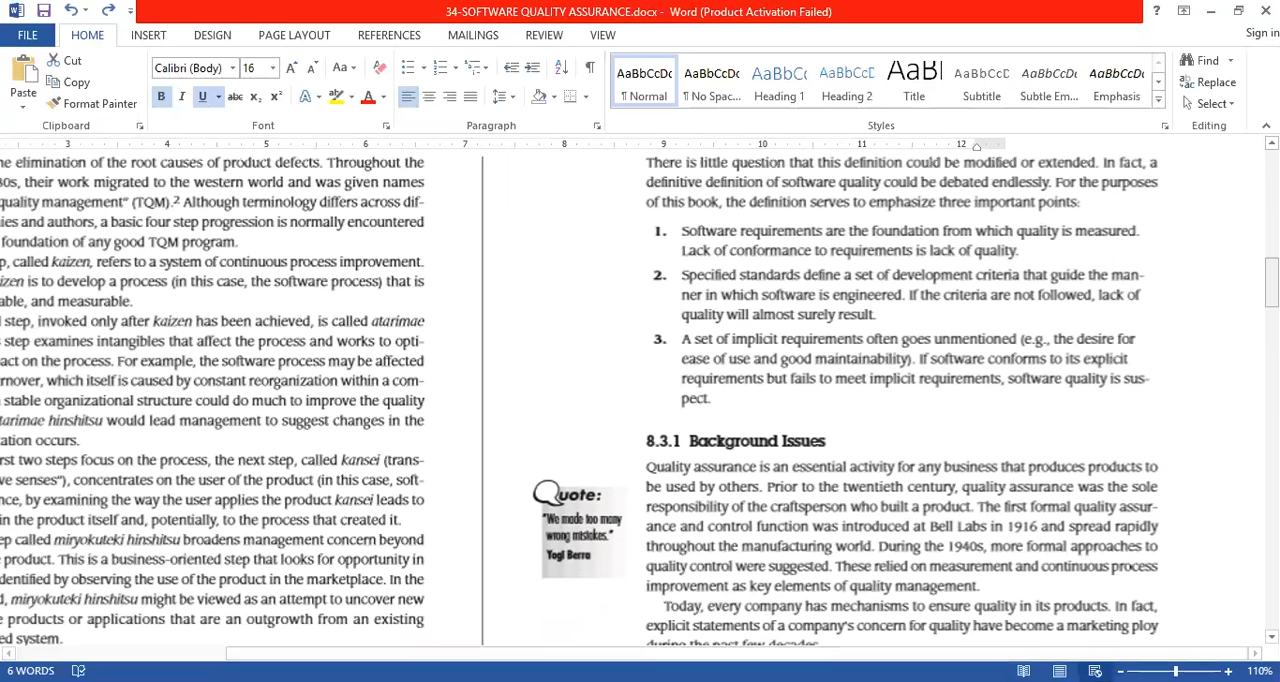 34-SOFTWARE QUALITY ASSURANCE.docx - Word (Product Activation Failed)
FILE HOME INSERT DESIGN PAGE LAYOUT REFERENCES MAILINGS REVIEW VIEW Sign in
Cut
Copy
Format Painter
Paste
Clipboard
Calibri (Body) 16
Font
Paragraph
AaBbCcDc AaBbCcDc AaBbCc AaBbCcD AaBl AaBbCcD AaBbCcDc AaBbCcDc
¶ Normal ¶ No Spac... Heading 1 Heading 2 Title Subtitle Subtle Em... Emphasis
Styles
Find
Replace
Select
Editing
3 4 5 6 7 8 9 10 11 12
ne elimination of the root causes of product defects. Throughout the
80s, their work migrated to the western world and was given names
quality management" (TQM).2 Although terminology differs across dif-
nies and authors, a basic four step progression is normally encountered
foundation of any good TQM program.
p, called kaizen, refers to a system of continuous process improvement.
izen is to develop a process (in this case, the software process) that is
able, and measurable.
step, invoked only after kaizen has been achieved, is called atarimae
s step examines intangibles that affect the process and works to opti-
act on the process. For example, the software process may be affected
rnover, which itself is caused by constant reorganization within a com-
stable organizational structure could do much to improve the quality
tarimae hinshitsu would lead management to suggest changes in the
ation occurs.
rst two steps focus on the process, the next step, called kansei (trans-
ve senses"), concentrates on the user of the product (in this case, soft-
nce, by examining the way the user applies the product kansei leads to
in the product itself and, potentially, to the process that created it.
ep called miryokuteki hinshitsu broadens management concern beyond
product. This is a business-oriented step that looks for opportunity in
dentified by observing the use of the product in the marketplace. In the
d, miryokuteki hinshitsu might be viewed as an attempt to uncover new
e products or applications that are an outgrowth from an existing
ed system.
There is little question that this definition could be modified or extended. In fact, a
definitive definition of software quality could be debated endlessly. For the purposes
of this book, the definition serves to emphasize three important points:
1. Software requirements are the foundation from which quality is measured.
Lack of conformance to requirements is lack of quality.
2. Specified standards define a set of development criteria that guide the man-
ner in which software is engineered. If the criteria are not followed, lack of
quality will almost surely result.
3. A set of implicit requirements often goes unmentioned (e.g., the desire for
ease of use and good maintainability). If software conforms to its explicit
requirements but fails to meet implicit requirements, software quality is sus-
pect.
8.3.1 Background Issues
Quality assurance is an essential activity for any business that produces products to
be used by others. Prior to the twentieth century, quality assurance was the sole
responsibility of the craftsperson who built a product. The first formal quality assur-
ance and control function was introduced at Bell Labs in 1916 and spread rapidly
throughout the manufacturing world. During the 1940s, more formal approaches to
quality control were suggested. These relied on measurement and continuous process
improvement as key elements of quality management.
Today, every company has mechanisms to ensure quality in its products. In fact,
explicit statements of a company's concern for quality have become a marketing ploy
during the past few decades.
Quote:
"We made too many
wrong mistakes."
Yogi Berra
6 WORDS
110%